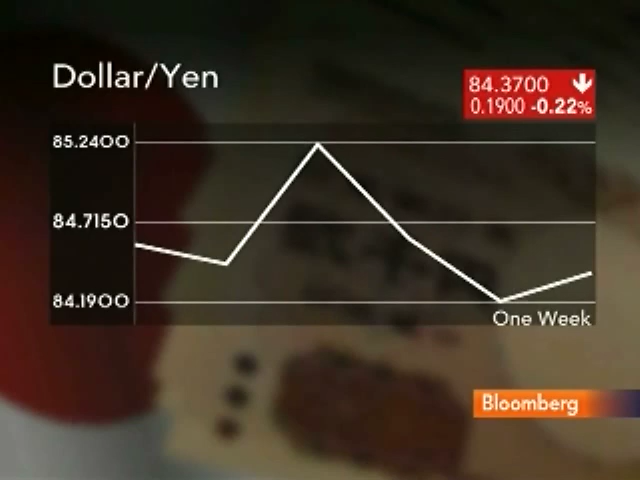 Dollar/Yen
84.3700
0.1900 -0.22%
85.2400
84.7150
84.1900
One Week
Bloomberg